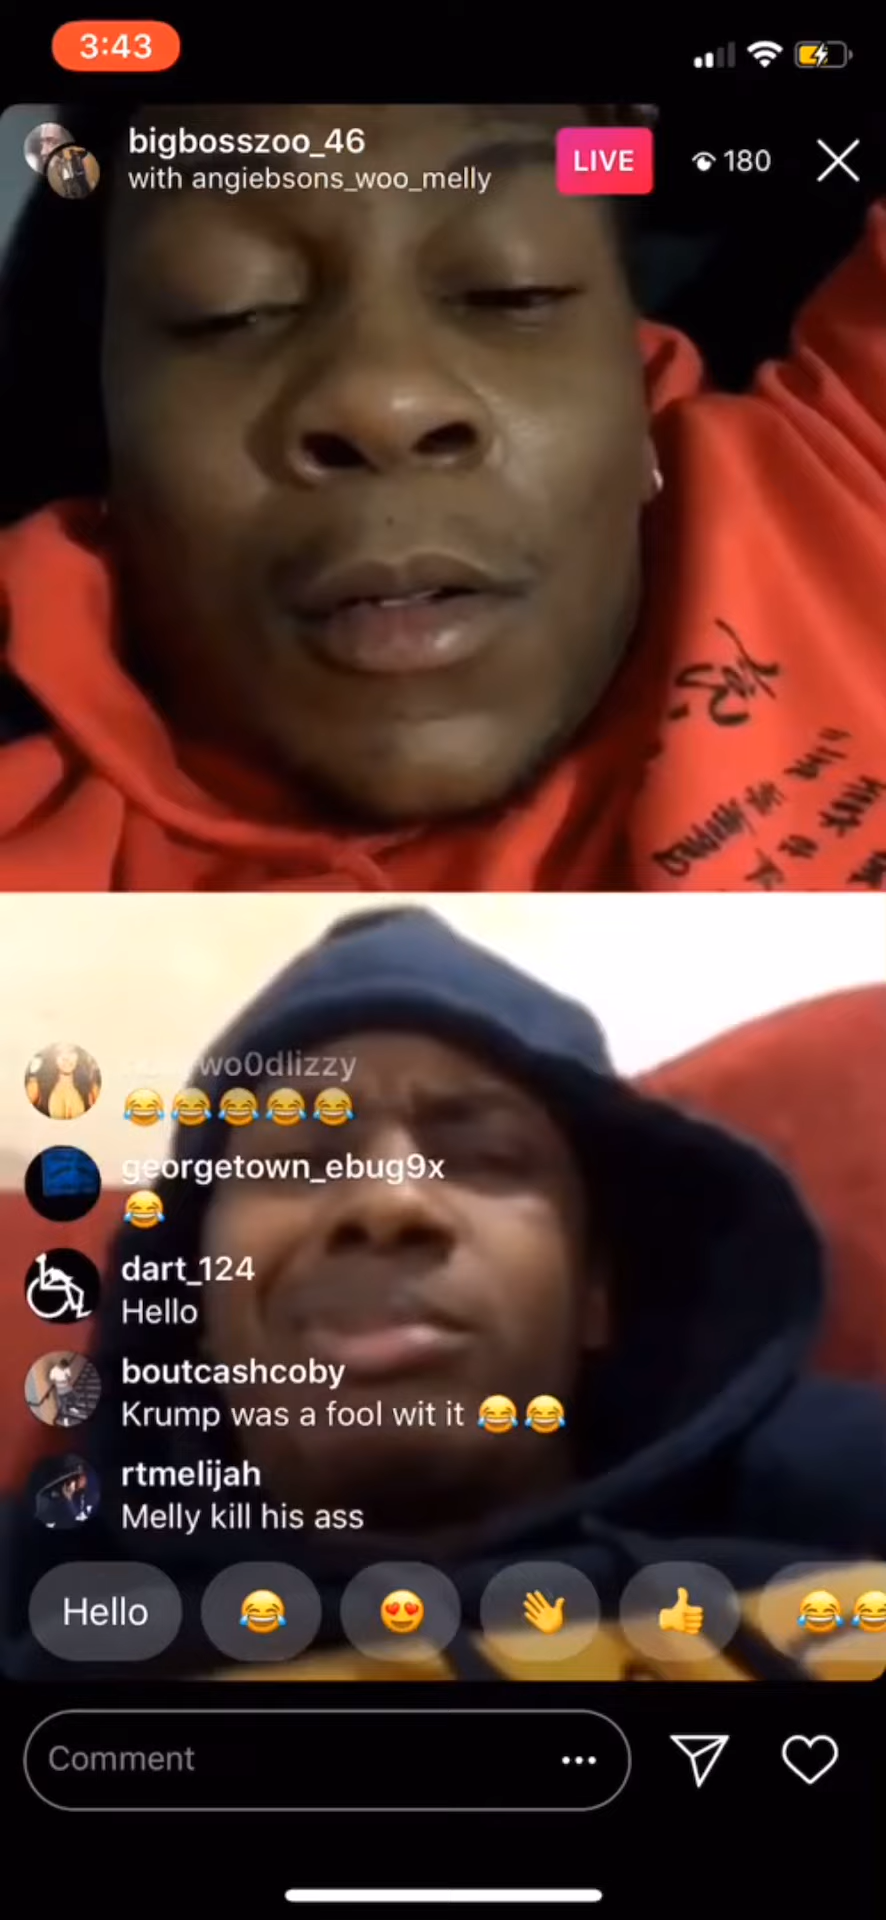 3:43
bigbosszoo_46
LIVE
180
with angiebsons_woo_melly
wo0dlizzy
😂😂😂😂😂
georgetown_ebug9x
😂
dart_124
Hello
boutcashcoby
Krump was a fool wit it 😂😂
rtmelijah
Melly kill his ass
Hello 😂 😍 👋 👍 😂😂
Comment